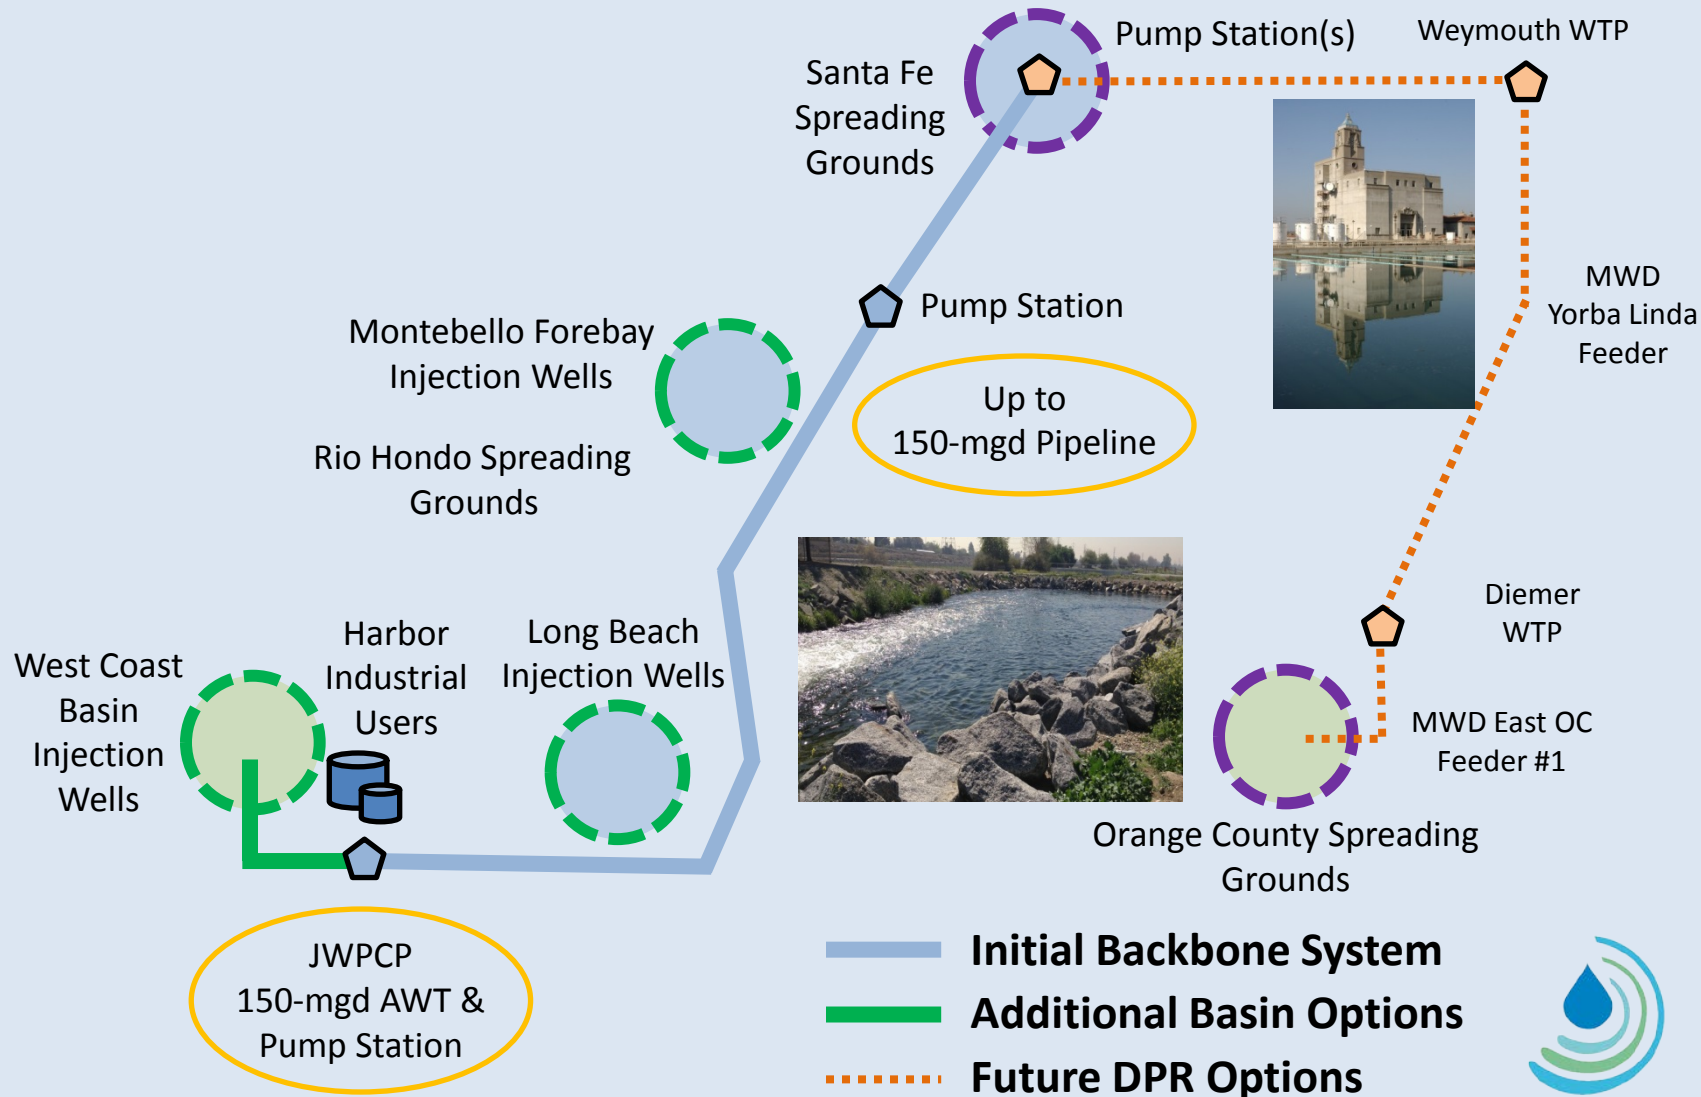 Pump Station(s)
Weymouth WTP
Santa Fe
Spreading
Grounds
MWD
Yorba Linda
Feeder
Pump Station
Montebello Forebay
Injection Wells
Up to
150-mgd Pipeline
Rio Hondo Spreading
Grounds
Diemer
WTP
Harbor
Industrial
Users
Long Beach
Injection Wells
West Coast
Basin
Injection
Wells
MWD East OC
Feeder #1
Orange County Spreading
Grounds
JWPCP
150-mgd AWT &
Pump Station
Initial Backbone System
Additional Basin Options
Future DPR Options